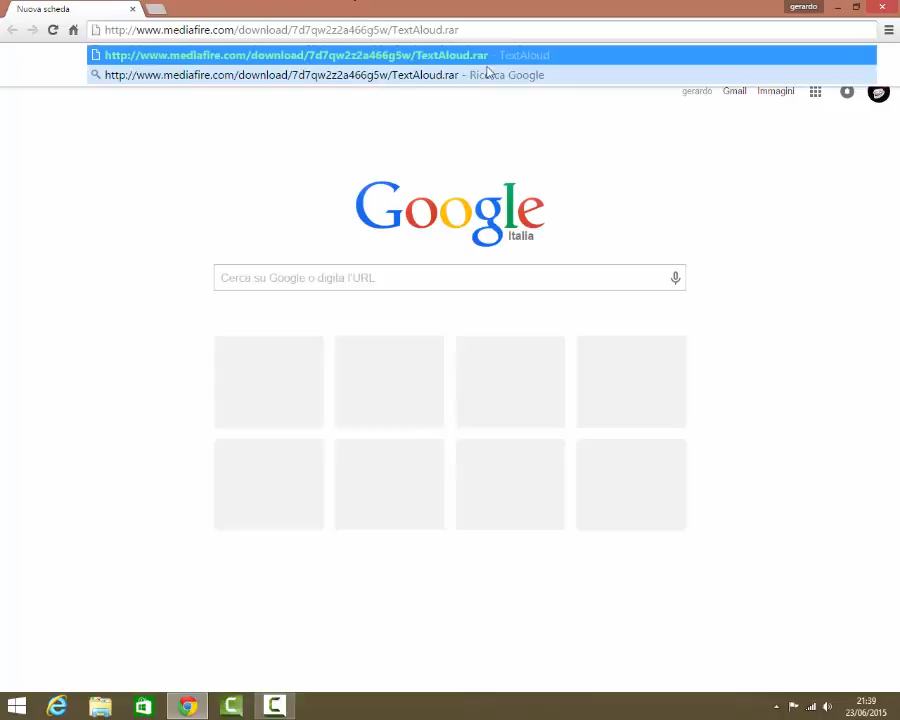 Nuova scheda
gerardo
http://www.mediafire.com/download/7d7qw2z2a466g5w/TextAloud.rar
http://www.mediafire.com/download/7d7qw2z2a466g5w/TextAloud.rar - TextAloud
http://www.mediafire.com/download/7d7qw2z2a466g5w/TextAloud.rar - Ricerca Google
gerardo Gmail Immagini
Google
Italia
Cerca su Google o digita l'URL
21:39
23/06/2015